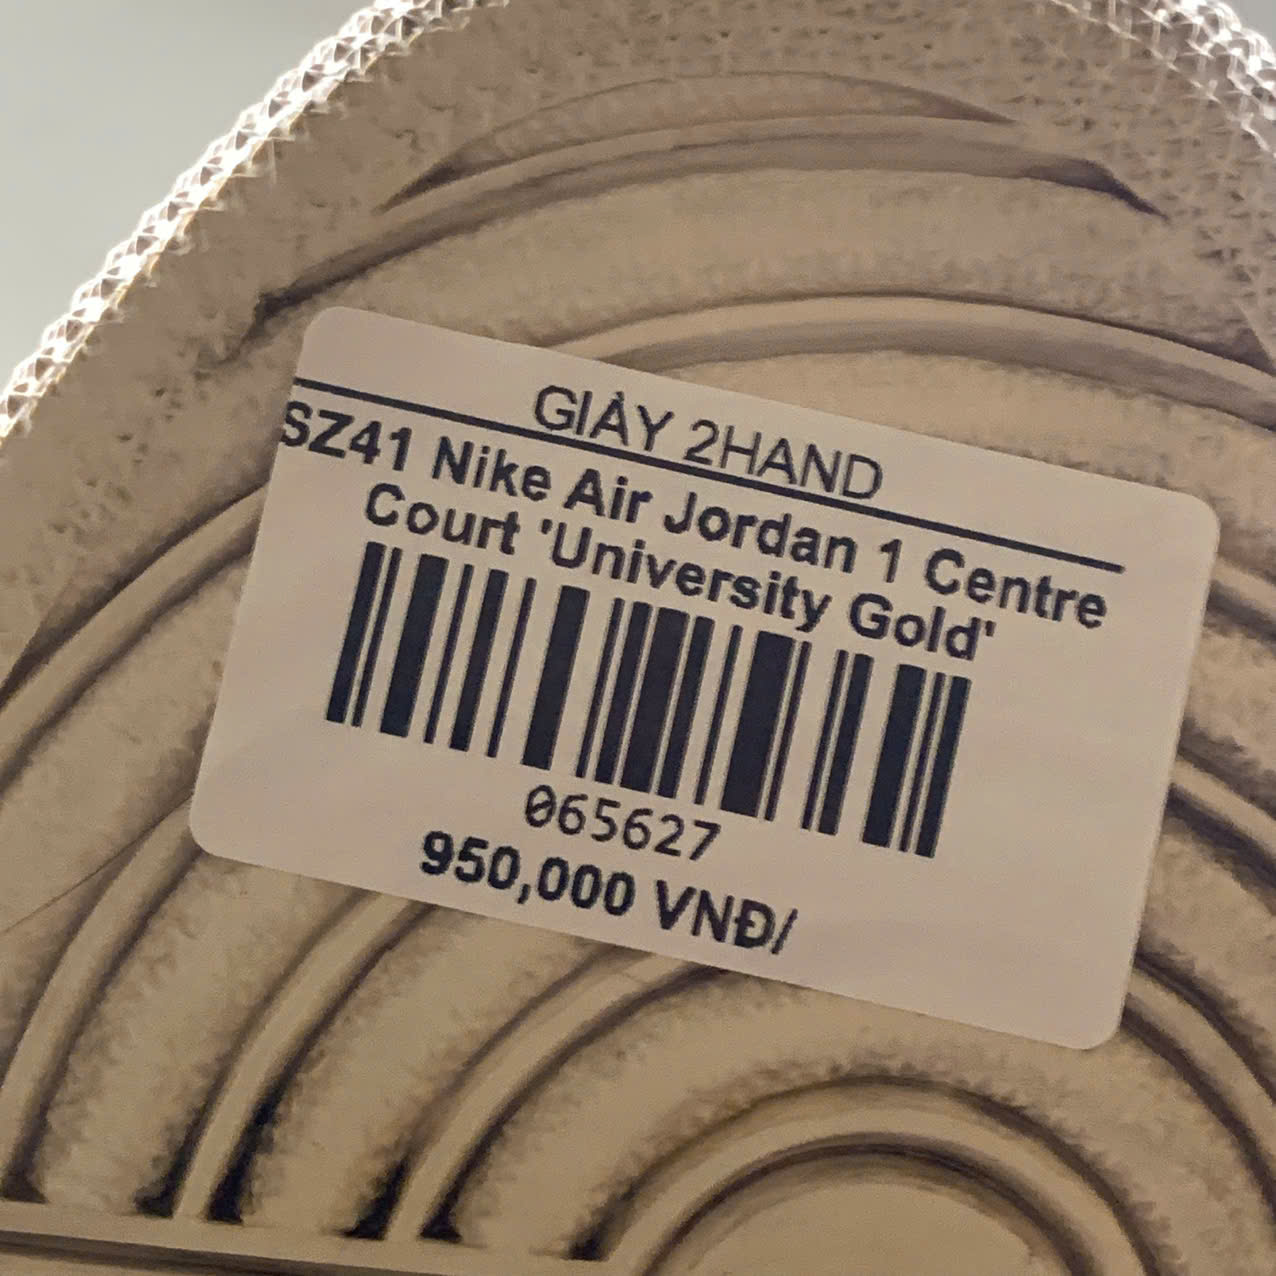 GIÀY 2HAND
SZ41 Nike Air Jordan 1 Centre
Court 'University Gold'
065627
950,000 VNĐ/